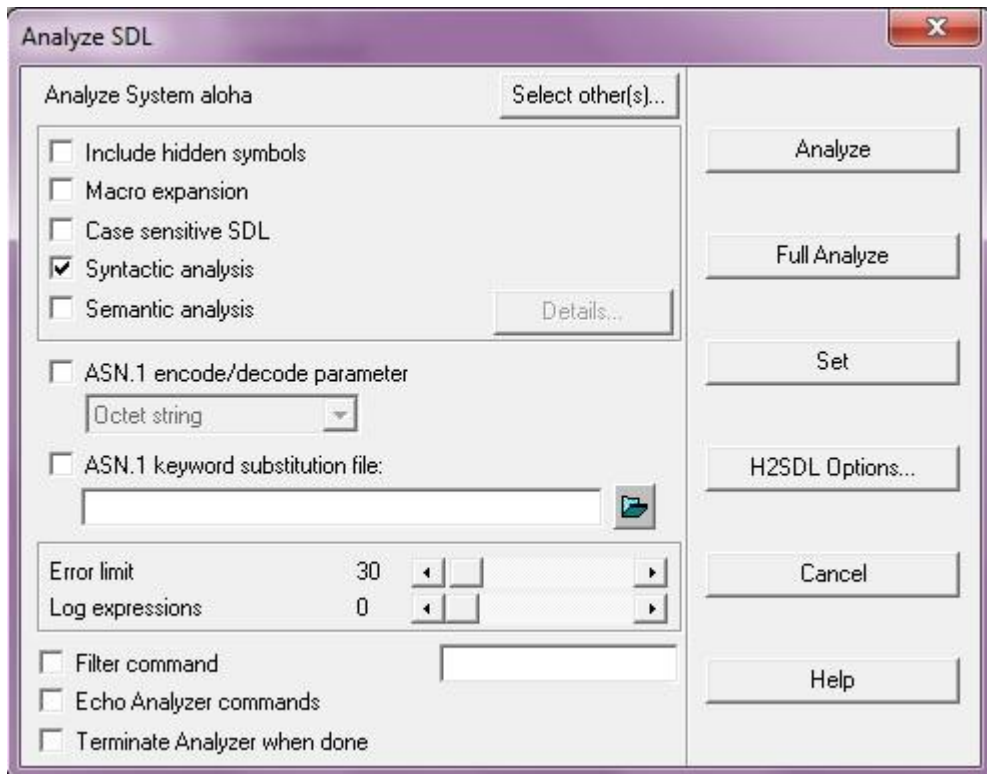 Analyze SDL
Analyze System aloha
Select other(s)...
Include hidden symbols
Macro expansion
Case sensitive SDL
Syntactic analysis
Semantic analysis
Details...
ASN.1 encode/decode parameter
Octet string
ASN.1 keyword substitution file:
Error limit 30
Log expressions 0
Filter command
Echo Analyzer commands
Terminate Analyzer when done
Analyze
Full Analyze
Set
H2SDL Options...
Cancel
Help